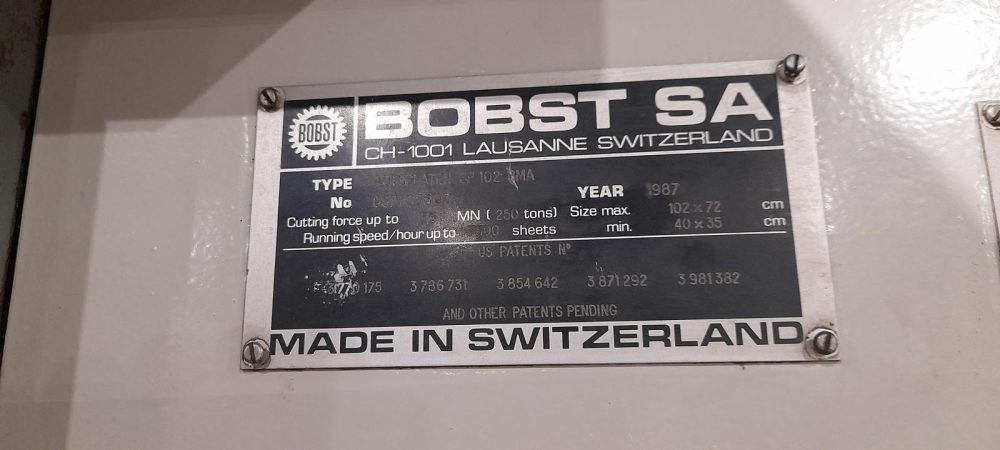 BOBST
BOBST SA
CH-1001 LAUSANNE SWITZERLAND
TYPE 102
No
YEAR 1987
Cutting force up to MN ( 250 tons)
Size max. 102 x 72 cm
Running speed/hour up to sheets
min. 40 x 35 cm
US PATENTS N°
3 786 731 3 854 642 3 871 292 3 981 382
AND OTHER PATENTS PENDING
MADE IN SWITZERLAND